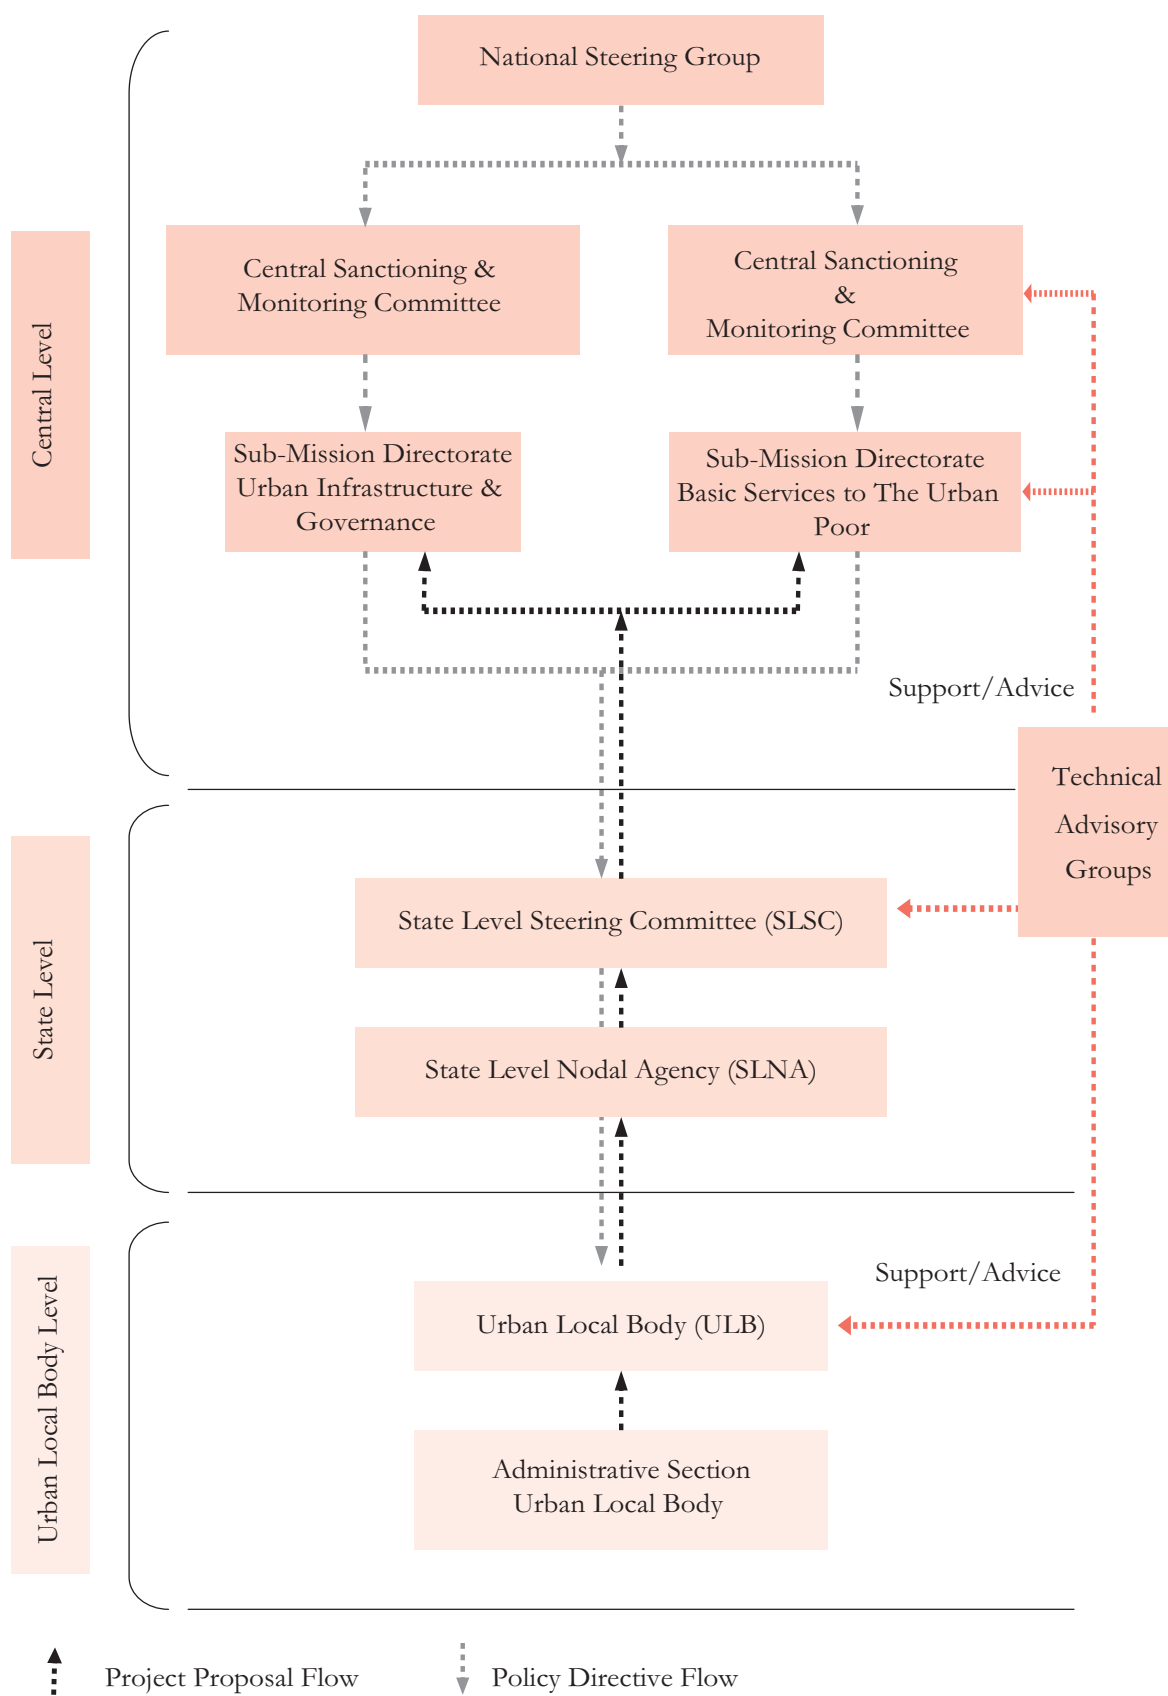 National Steering Group
Central Level
Central Sanctioning &
Monitoring Committee
Central Sanctioning
&
Monitoring Committee
Sub-Mission Directorate
Urban Infrastructure &
Governance
Sub-Mission Directorate
Basic Services to The Urban
Poor
Support/Advice
Technical
Advisory
Groups
State Level
State Level Steering Committee (SLSC)
State Level Nodal Agency (SLNA)
Urban Local Body Level
Support/Advice
Urban Local Body (ULB)
Administrative Section
Urban Local Body
Project Proposal Flow
Policy Directive Flow